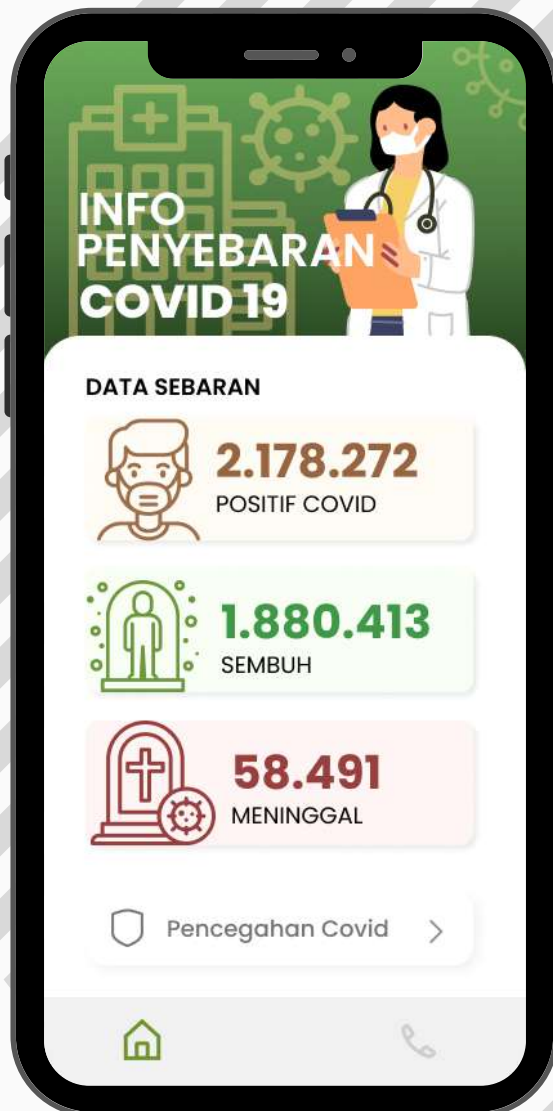 INFO
PENYEBARAN
COVID 19
DATA SEBARAN
2.178.272
POSITIF COVID
1.880.413
SEMBUH
58.491
MENINGGAL
Pencegahan Covid